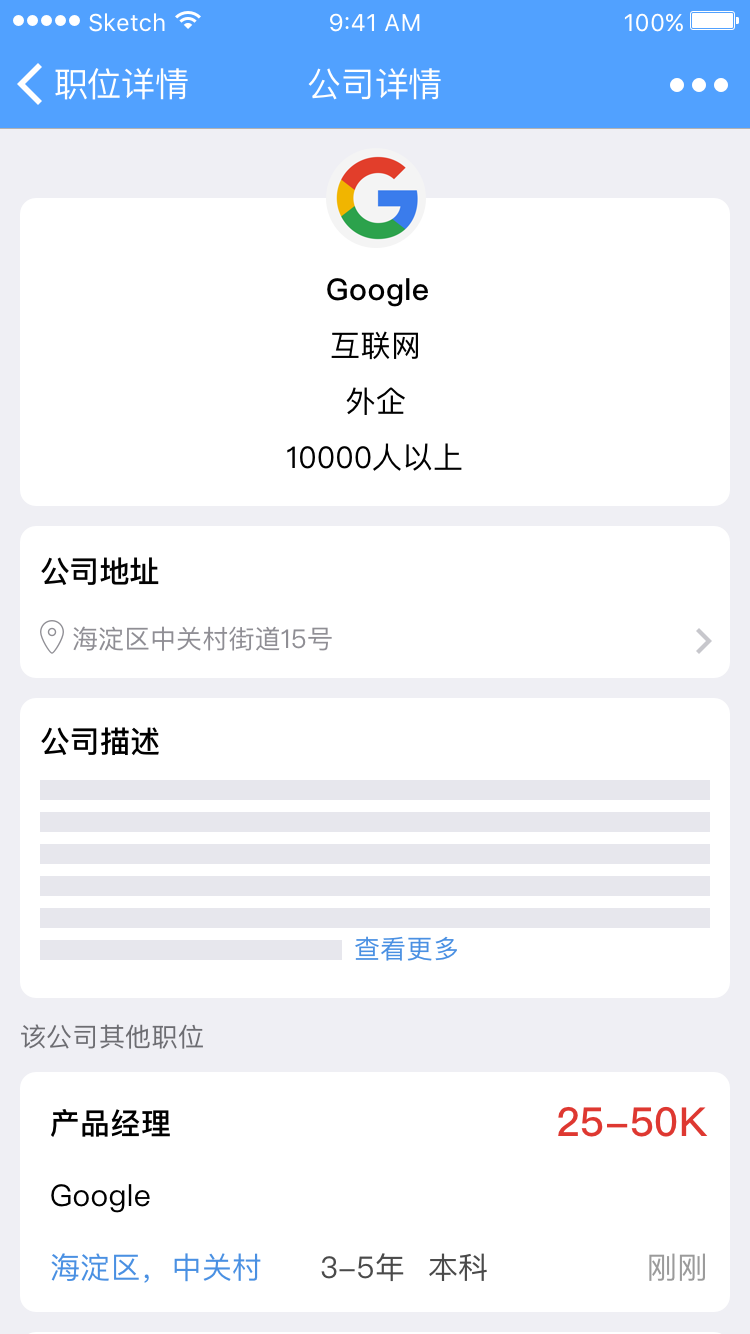 Sketch 9:41 AM 100%
职位详情 公司详情
Google
互联网
外企
10000人以上
公司地址
海淀区中关村街道15号
公司描述
查看更多
该公司其他职位
产品经理 25-50K
Google
海淀区，中关村 3-5年 本科 刚刚